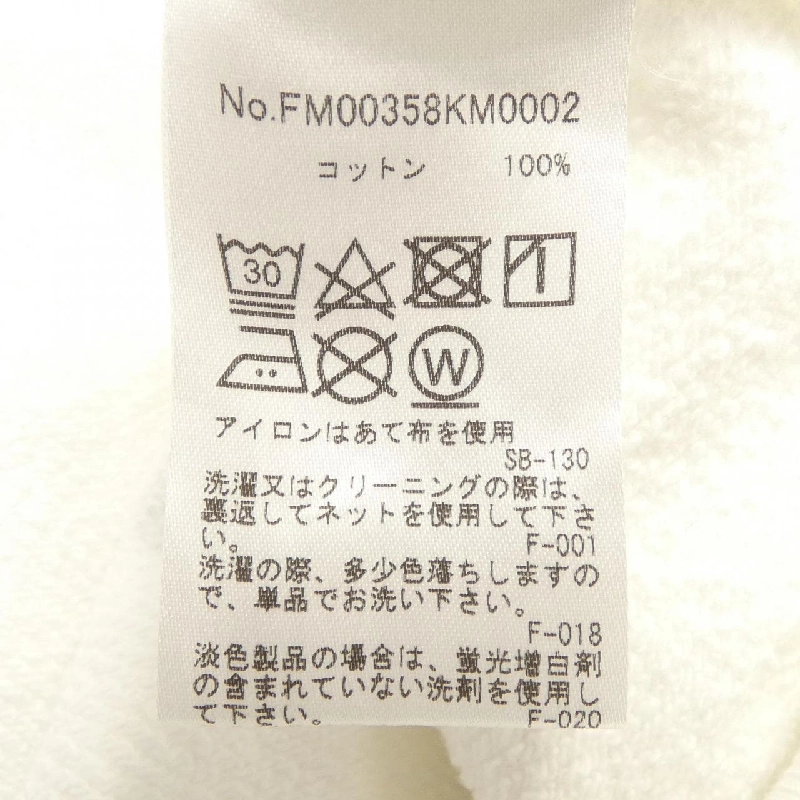 No.FM00358KM0002
コットン 100%
30
W
アイロンはあて布を使用
SB-130
洗濯又はクリーニングの際は、
裏返してネットを使用して下さ
い。
F-001
洗濯の際、多少色落ちしますの
で、単品でお洗い下さい。
F-018
淡色製品の場合は、蛍光増白剤
の含まれていない洗剤を使用し
て下さい。
F-020